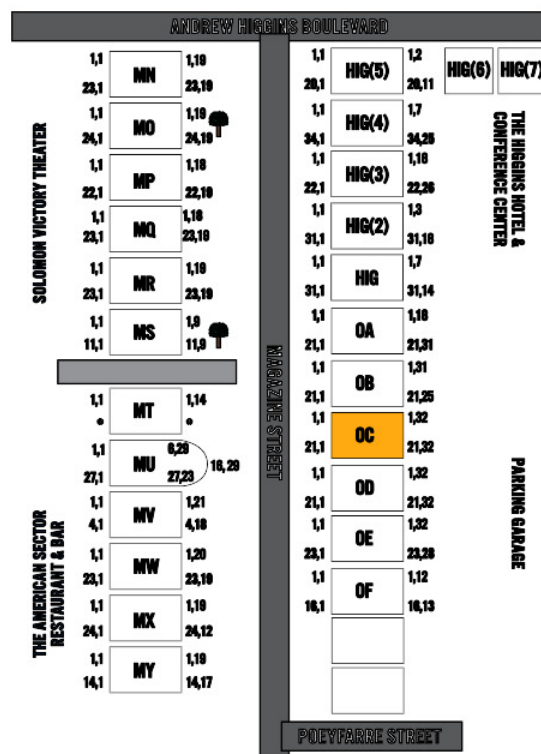 ANDREW HIGGINS BOULEVARD
SOLOMON VICTORY THEATER
1,1 MN 1,19
23,1 23,19
1,1 MO 1,19
24,1 24,19
1,1 MP 1,18
22,1 22,19
1,1 MQ 1,18
23,1 23,19
1,1 MR 1,19
23,1 23,19
1,1 MS 1,9
11,1 11,9
THE AMERICAN SECTOR
RESTAURANT & BAR
1,1 MT 1,14
1,1 MU 6,29
27,1 27,23 16,29
1,1 MV 1,21
4,1 4,18
1,1 MW 1,20
23,1 23,19
1,1 MX 1,19
24,1 24,12
1,1 MY 1,19
14,1 14,17
MAGAZINE STREET
1,1 HIG(5) 1,2 HIG(6) HIG(7)
20,1 20,11
1,1 HIG(4) 1,7
34,1 34,25
1,1 HIG(3) 1,16
22,1 22,26
1,1 HIG(2) 1,3
31,1 31,16
1,1 HIG 1,7
31,1 31,14
1,1 OA 1,16
21,1 21,31
1,1 OB 1,31
21,1 21,25
1,1 OC 1,32
21,1 21,32
1,1 OD 1,32
21,1 21,32
1,1 OE 1,32
23,1 23,28
1,1 OF 1,12
16,1 16,13
THE HIGGINS HOTEL &
CONFERENCE CENTER
PARKING GARAGE
POEYFARRE STREET